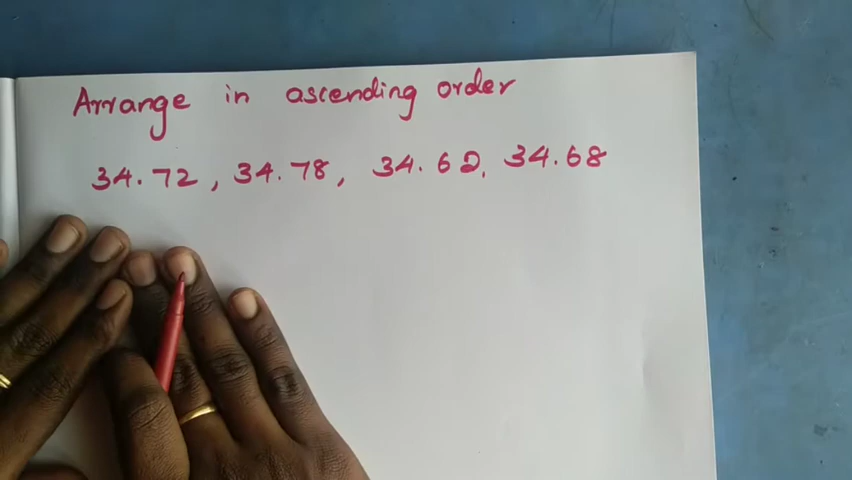 Arrange in ascending order
34.72, 34.78, 34.62, 34.68